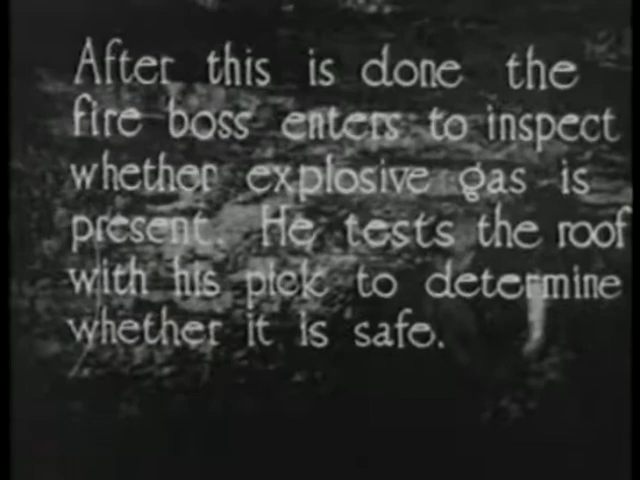 After this is done the
fire boss enters to inspect
whether explosive gas is
present. He tests the roof
with his pick to determine
whether it is safe.